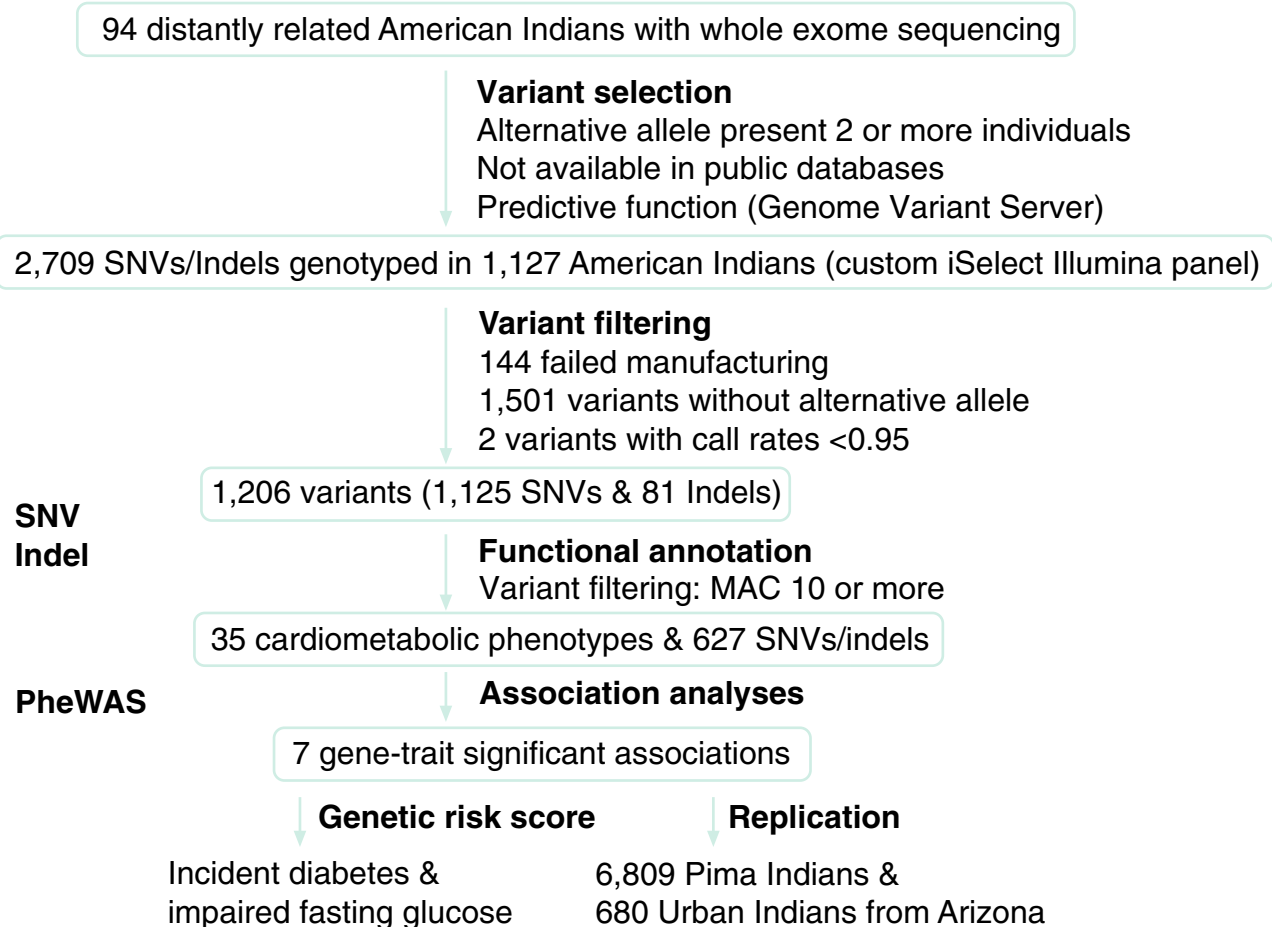 94 distantly related American Indians with whole exome sequencing
Variant selection
Alternative allele present 2 or more individuals
Not available in public databases
Predictive function (Genome Variant Server)
2,709 SNVs/Indels genotyped in 1,127 American Indians (custom iSelect Illumina panel)
Variant filtering
144 failed manufacturing
1,501 variants without alternative allele
2 variants with call rates <0.95
1,206 variants (1,125 SNVs & 81 Indels)
SNV
Indel
Functional annotation
Variant filtering: MAC 10 or more
35 cardiometabolic phenotypes & 627 SNVs/indels
PheWAS
Association analyses
7 gene-trait significant associations
Genetic risk score
Replication
Incident diabetes &
impaired fasting glucose
6,809 Pima Indians &
680 Urban Indians from Arizona